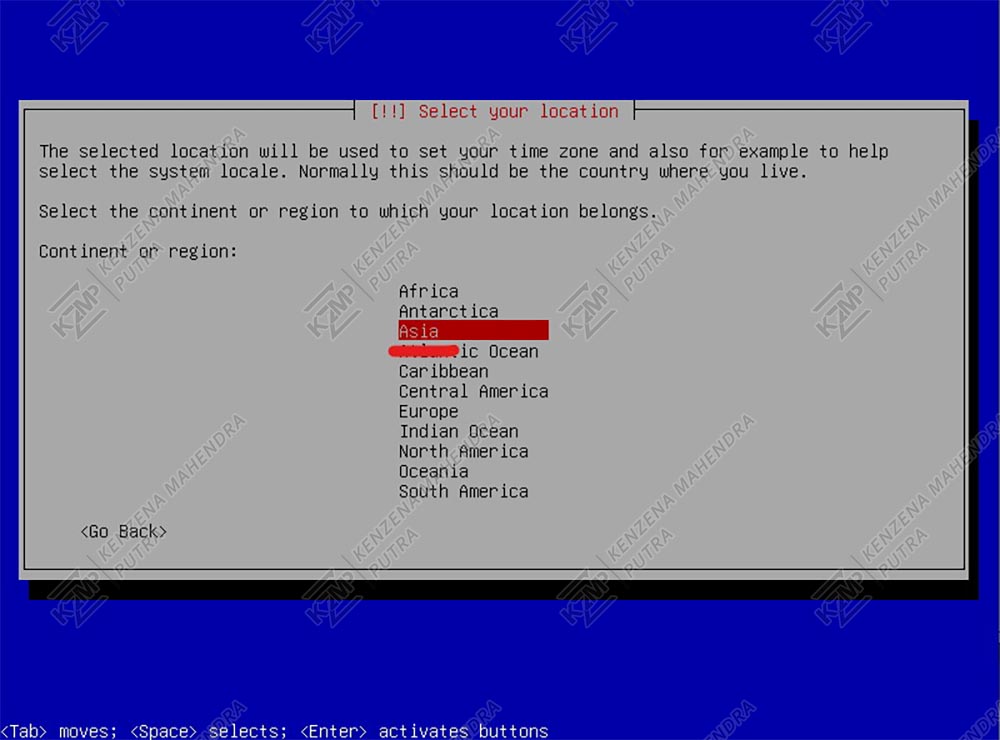 [!!] Select your location
The selected location will be used to set your time zone and also for example to help
select the system locale. Normally this should be the country where you live.
Select the continent or region to which your location belongs.
Continent or region:
Africa
Antarctica
Asia
Atlantic Ocean
Caribbean
Central America
Europe
Indian Ocean
North America
Oceania
South America
<Go Back>
<Tab> moves; <Space> selects; <Enter> activates buttons
KZMP | KENZENA MAHENDRA
PUTRA